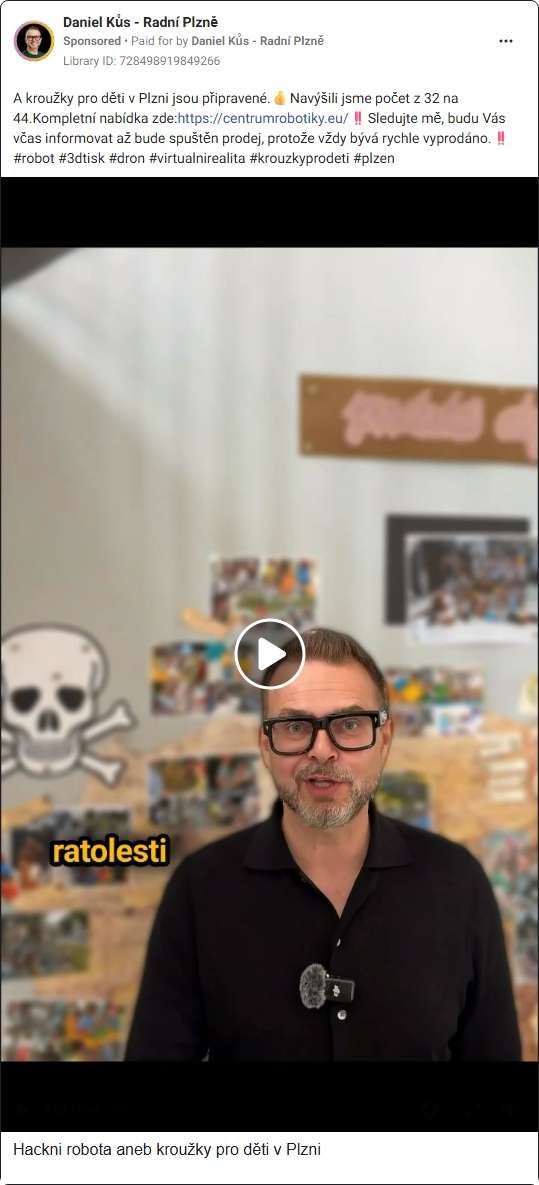 Daniel Kůs - Radní Plzně
Sponsored • Paid for by Daniel Kůs - Radní Plzně
Library ID: 728498919849266
A kroužky pro děti v Plzni jsou připravené.👍Navýšili jsme počet z 32 na
44.Kompletní nabídka zde:https://centrumrobotiky.eu/ ‼️ Sledujte mě, budu Vás
včas informovat až bude spuštěn prodej, protože vždy bývá rychle vyprodáno. ‼️
#robot #3dtisk #dron #virtualnirealita #krouzkyprodeti #plzen
ratolesti
Hackni robota aneb kroužky pro děti v Plzni